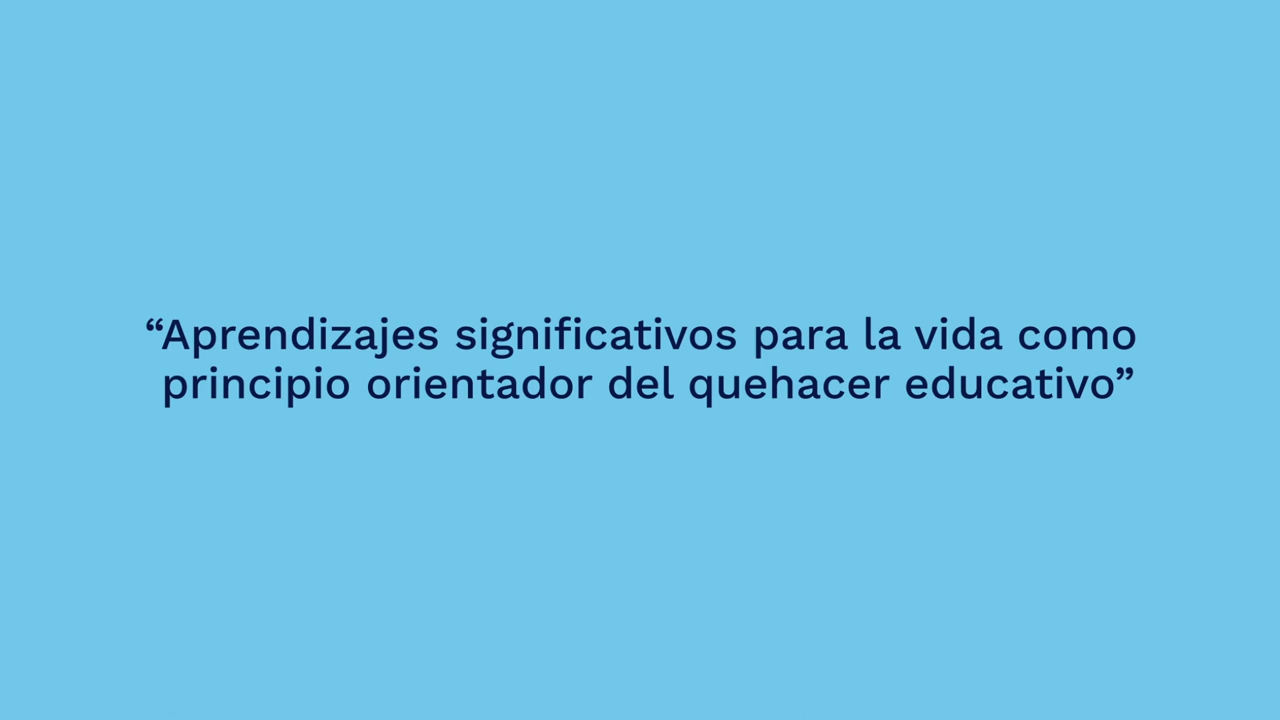 “Aprendizajes significativos para la vida como
principio orientador del quehacer educativo”